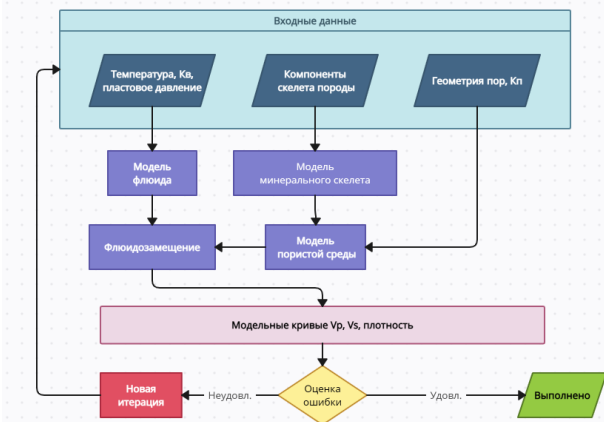 Входные данные
Температура, Кв,
пластовое давление
Компоненты
скелета породы
Геометрия пор, Кп
Модель
флюида
Модель
минерального скелета
Флюидозамещение
Модель
пористой среды
Модельные кривые Vp, Vs, плотность
Новая
итерация
Неудовл.
Оценка
ошибки
Удовл.
Выполнено